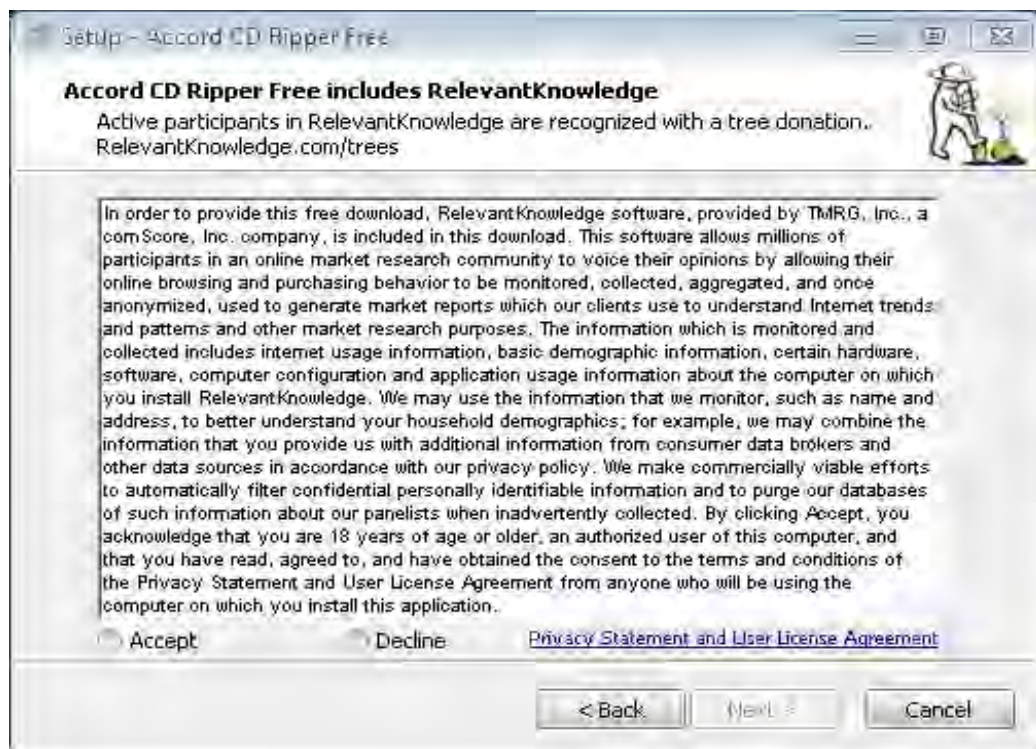 Setup - Accord CD Ripper Free
Accord CD Ripper Free includes RelevantKnowledge
Active participants in RelevantKnowledge are recognized with a tree donation..
RelevantKnowledge.com/trees
In order to provide this free download, RelevantKnowledge software, provided by TMRG, Inc., a
comScore, Inc. company, is included in this download. This software allows millions of
participants in an online market research community to voice their opinions by allowing their
online browsing and purchasing behavior to be monitored, collected, aggregated, and once
anonymized, used to generate market reports which our clients use to understand Internet trends
and patterns and other market research purposes. The information which is monitored and
collected includes internet usage information, basic demographic information, certain hardware,
software, computer configuration and application usage information about the computer on which
you install RelevantKnowledge. We may use the information that we monitor, such as name and
address, to better understand your household demographics; for example, we may combine the
information that you provide us with additional information from consumer data brokers and
other data sources in accordance with our privacy policy. We make commercially viable efforts
to automatically filter confidential personally identifiable information and to purge our databases
of such information about our panelists when inadvertently collected. By clicking Accept, you
acknowledge that you are 18 years of age or older, an authorized user of this computer, and
that you have read, agreed to, and have obtained the consent to the terms and conditions of
the Privacy Statement and User License Agreement from anyone who will be using the
computer on which you install this application.
Accept Decline Privacy Statement and User License Agreement
< Back Next > Cancel